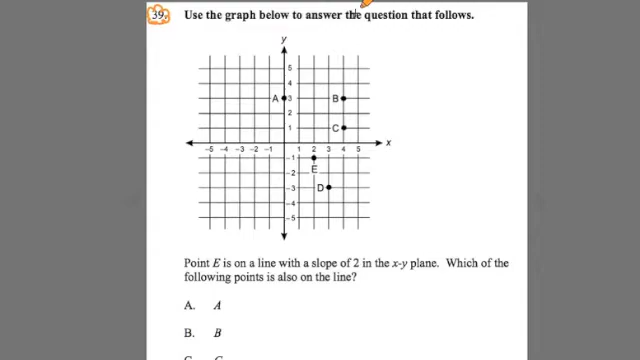 39. Use the graph below to answer the question that follows.
y
5
4
A 3 B
2
1 C
-5 -4 -3 -2 -1 1 2 3 4 5 x
-1
-2 E
-3 D
-4
-5
Point E is on a line with a slope of 2 in the x-y plane. Which of the
following points is also on the line?
A. A
B. B